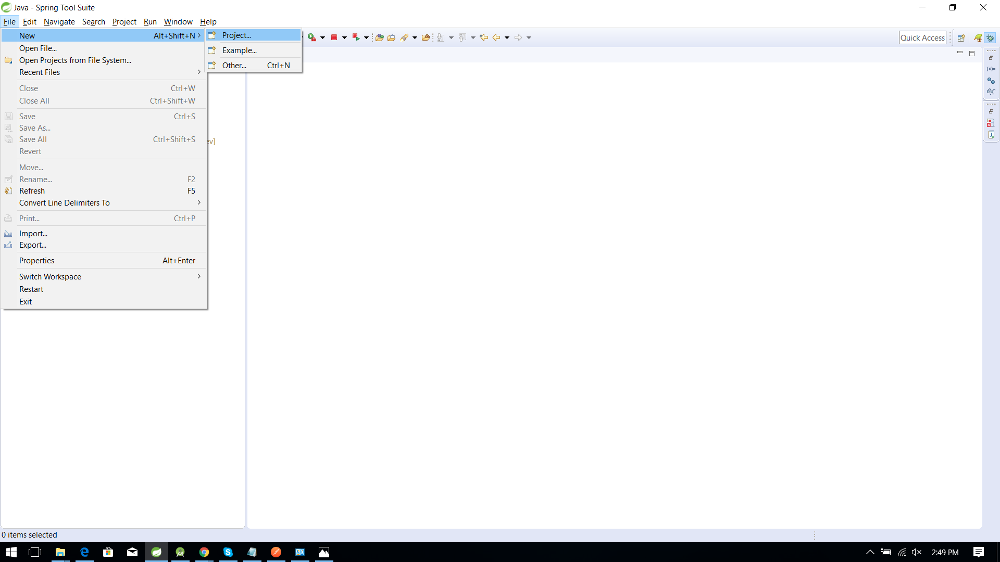 Java - Spring Tool Suite
File Edit Navigate Search Project Run Window Help
New Alt+Shift+N
Project...
Quick Access
Open File...
Example...
Open Projects from File System...
Other... Ctrl+N
Recent Files
(x)=
Close Ctrl+W
Close All Ctrl+Shift+W
Save Ctrl+S
Save As...
Save All Ctrl+Shift+S
ev]
Revert
Move...
Rename... F2
Refresh F5
Convert Line Delimiters To
Print... Ctrl+P
Import...
Export...
Properties Alt+Enter
Switch Workspace
Restart
Exit
0 items selected
2:49 PM